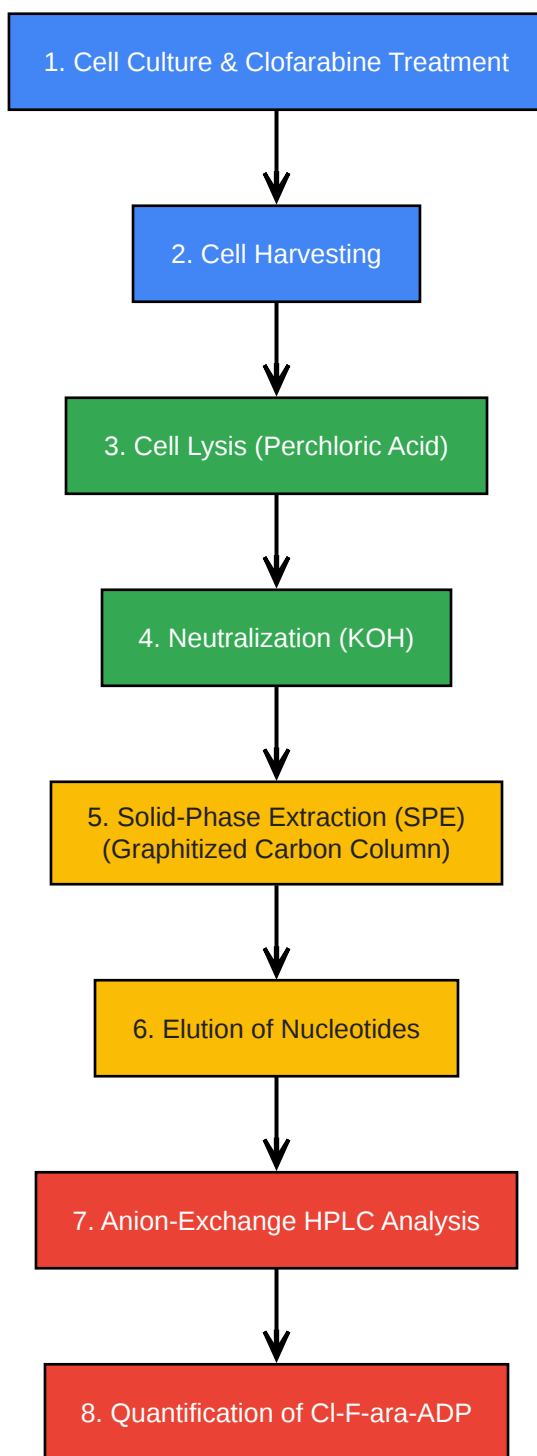 1. Cell Culture & Clofarabine Treatment
2. Cell Harvesting
3. Cell Lysis (Perchloric Acid)
4. Neutralization (KOH)
5. Solid-Phase Extraction (SPE)
(Graphitized Carbon Column)
6. Elution of Nucleotides
7. Anion-Exchange HPLC Analysis
8. Quantification of Cl-F-ara-ADP